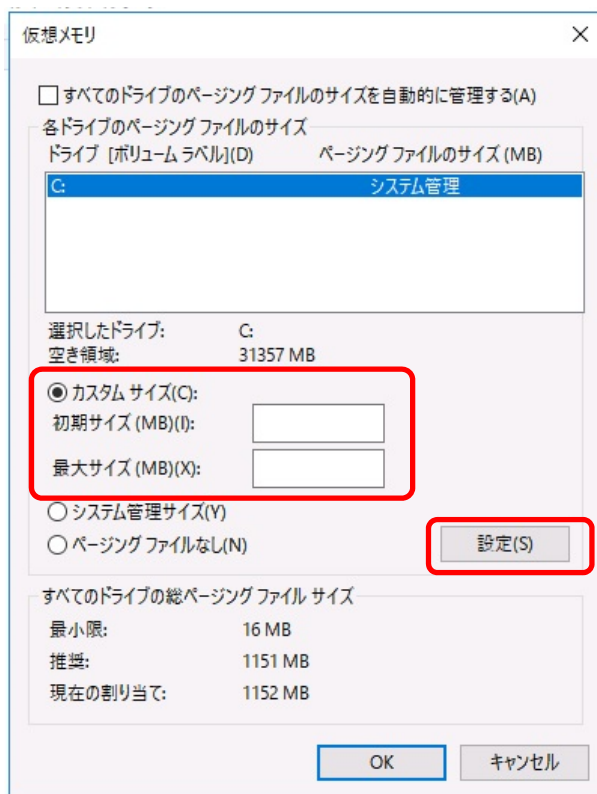 仮想メモリ
すべてのドライブのページング ファイルのサイズを自動的に管理する(A)
各ドライブのページング ファイルのサイズ
ドライブ [ボリューム ラベル](D) ページング ファイルのサイズ (MB)
C: システム管理
選択したドライブ: C:
空き領域: 31357 MB
カスタム サイズ(C):
初期サイズ (MB)(I):
最大サイズ (MB)(X):
システム管理サイズ(Y)
ページング ファイルなし(N) 設定(S)
すべてのドライブの総ページング ファイル サイズ
最小限: 16 MB
推奨: 1151 MB
現在の割り当て: 1152 MB
OK キャンセル